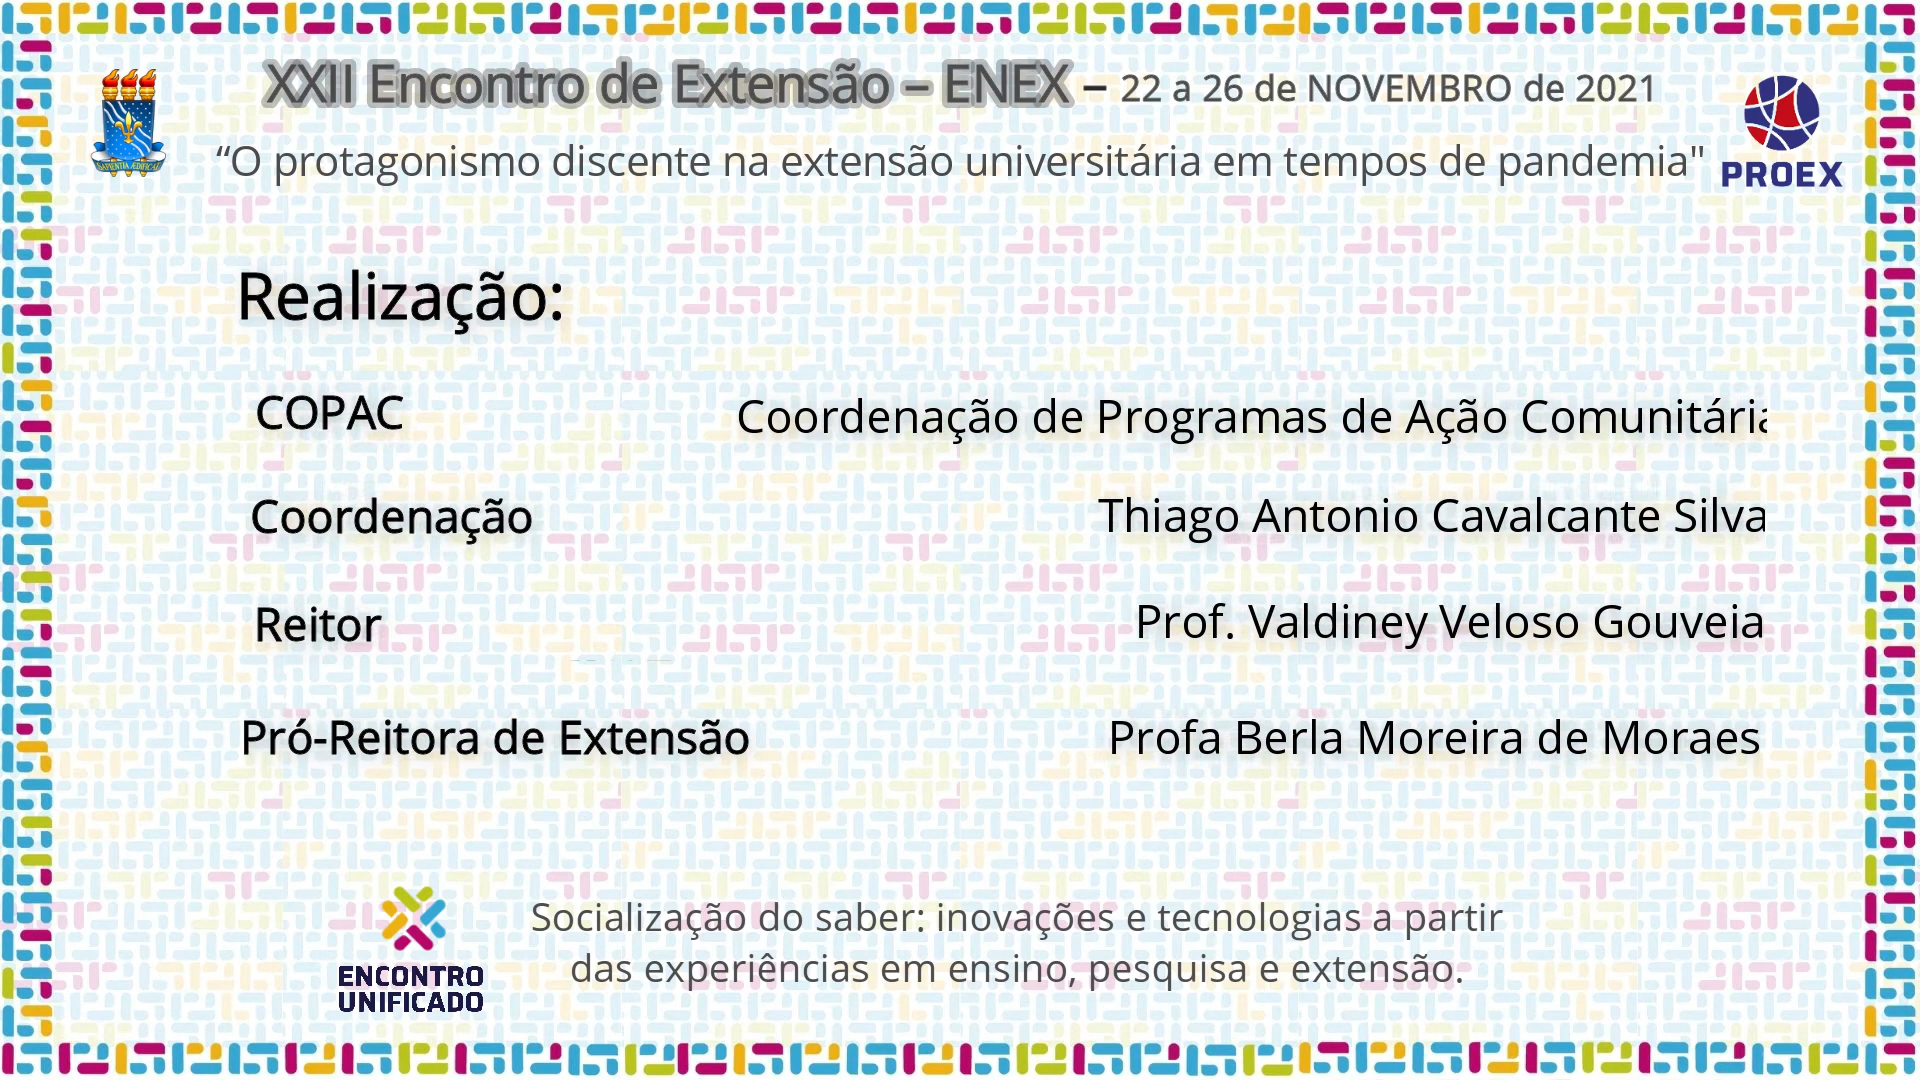 XXII Encontro de Extensão – ENEX – 22 a 26 de NOVEMBRO de 2021
“O protagonismo discente na extensão universitária em tempos de pandemia"
PROEX
SAPIENTIA ÆDIFICAT
Realização:
COPAC Coordenação de Programas de Ação Comunitária
Coordenação Thiago Antonio Cavalcante Silva
Reitor Prof. Valdiney Veloso Gouveia
Pró-Reitora de Extensão Profa Berla Moreira de Moraes
ENCONTRO
UNIFICADO
Socialização do saber: inovações e tecnologias a partir
das experiências em ensino, pesquisa e extensão.